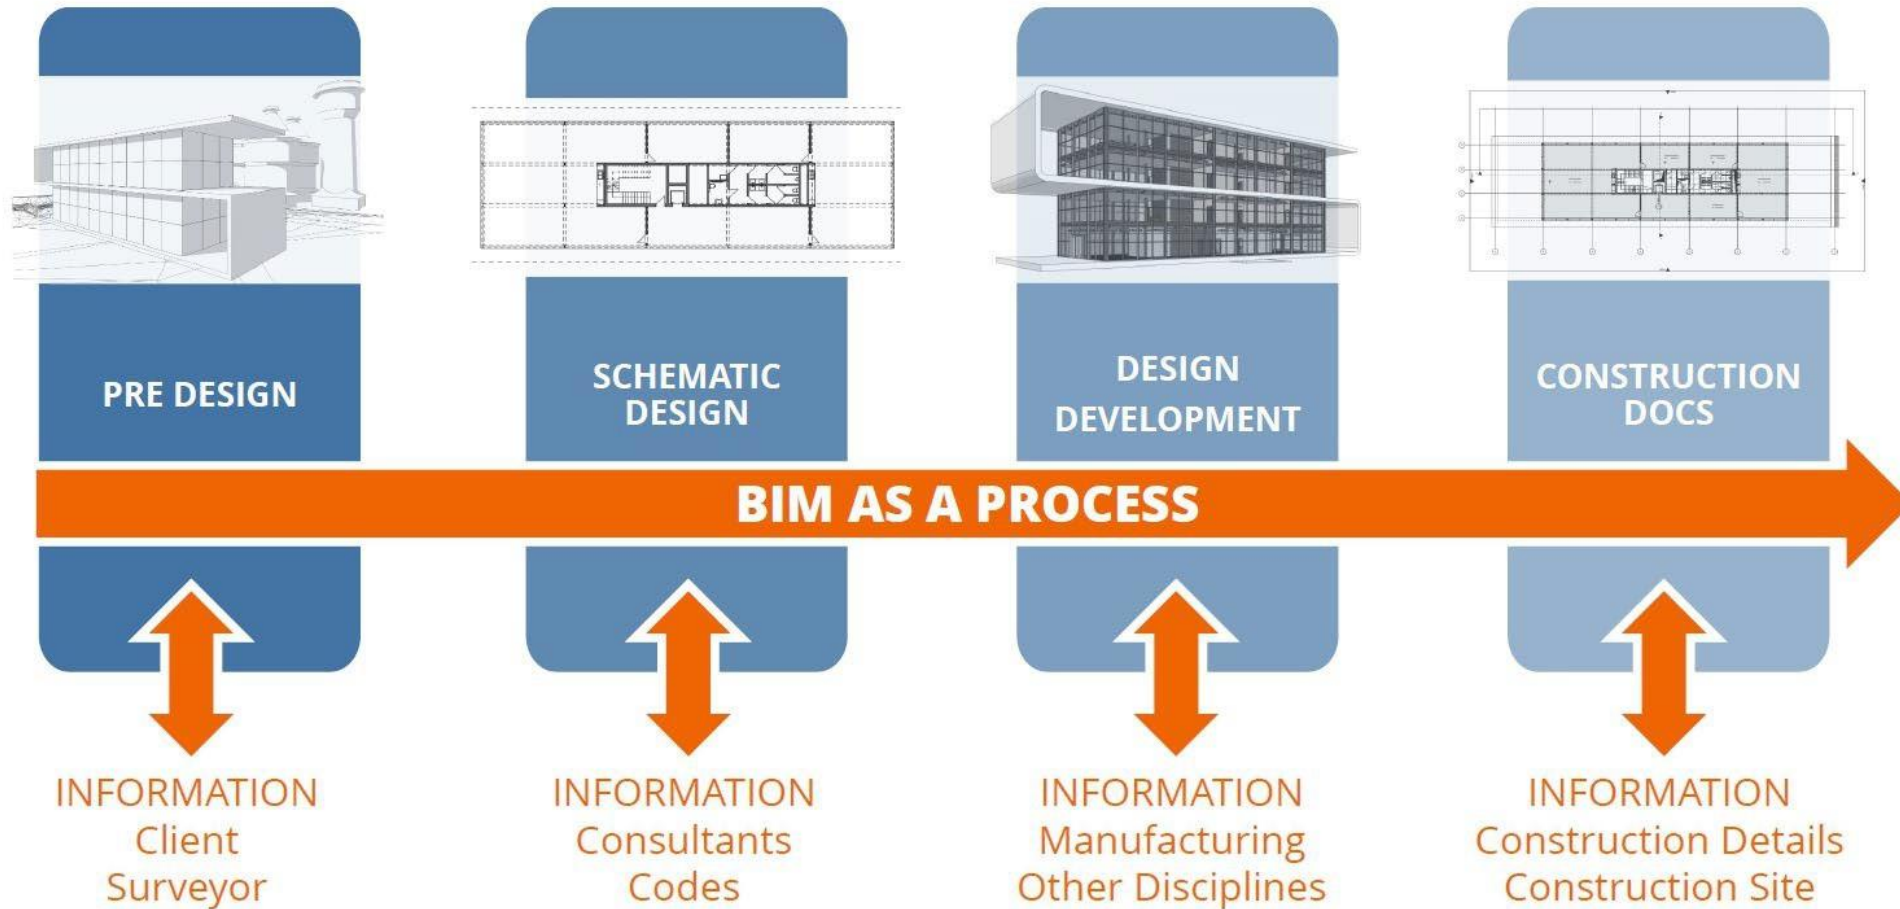 PRE DESIGN
SCHEMATIC
DESIGN
DESIGN
DEVELOPMENT
CONSTRUCTION
DOCS
BIM AS A PROCESS
INFORMATION
Client
Surveyor
INFORMATION
Consultants
Codes
INFORMATION
Manufacturing
Other Disciplines
INFORMATION
Construction Details
Construction Site